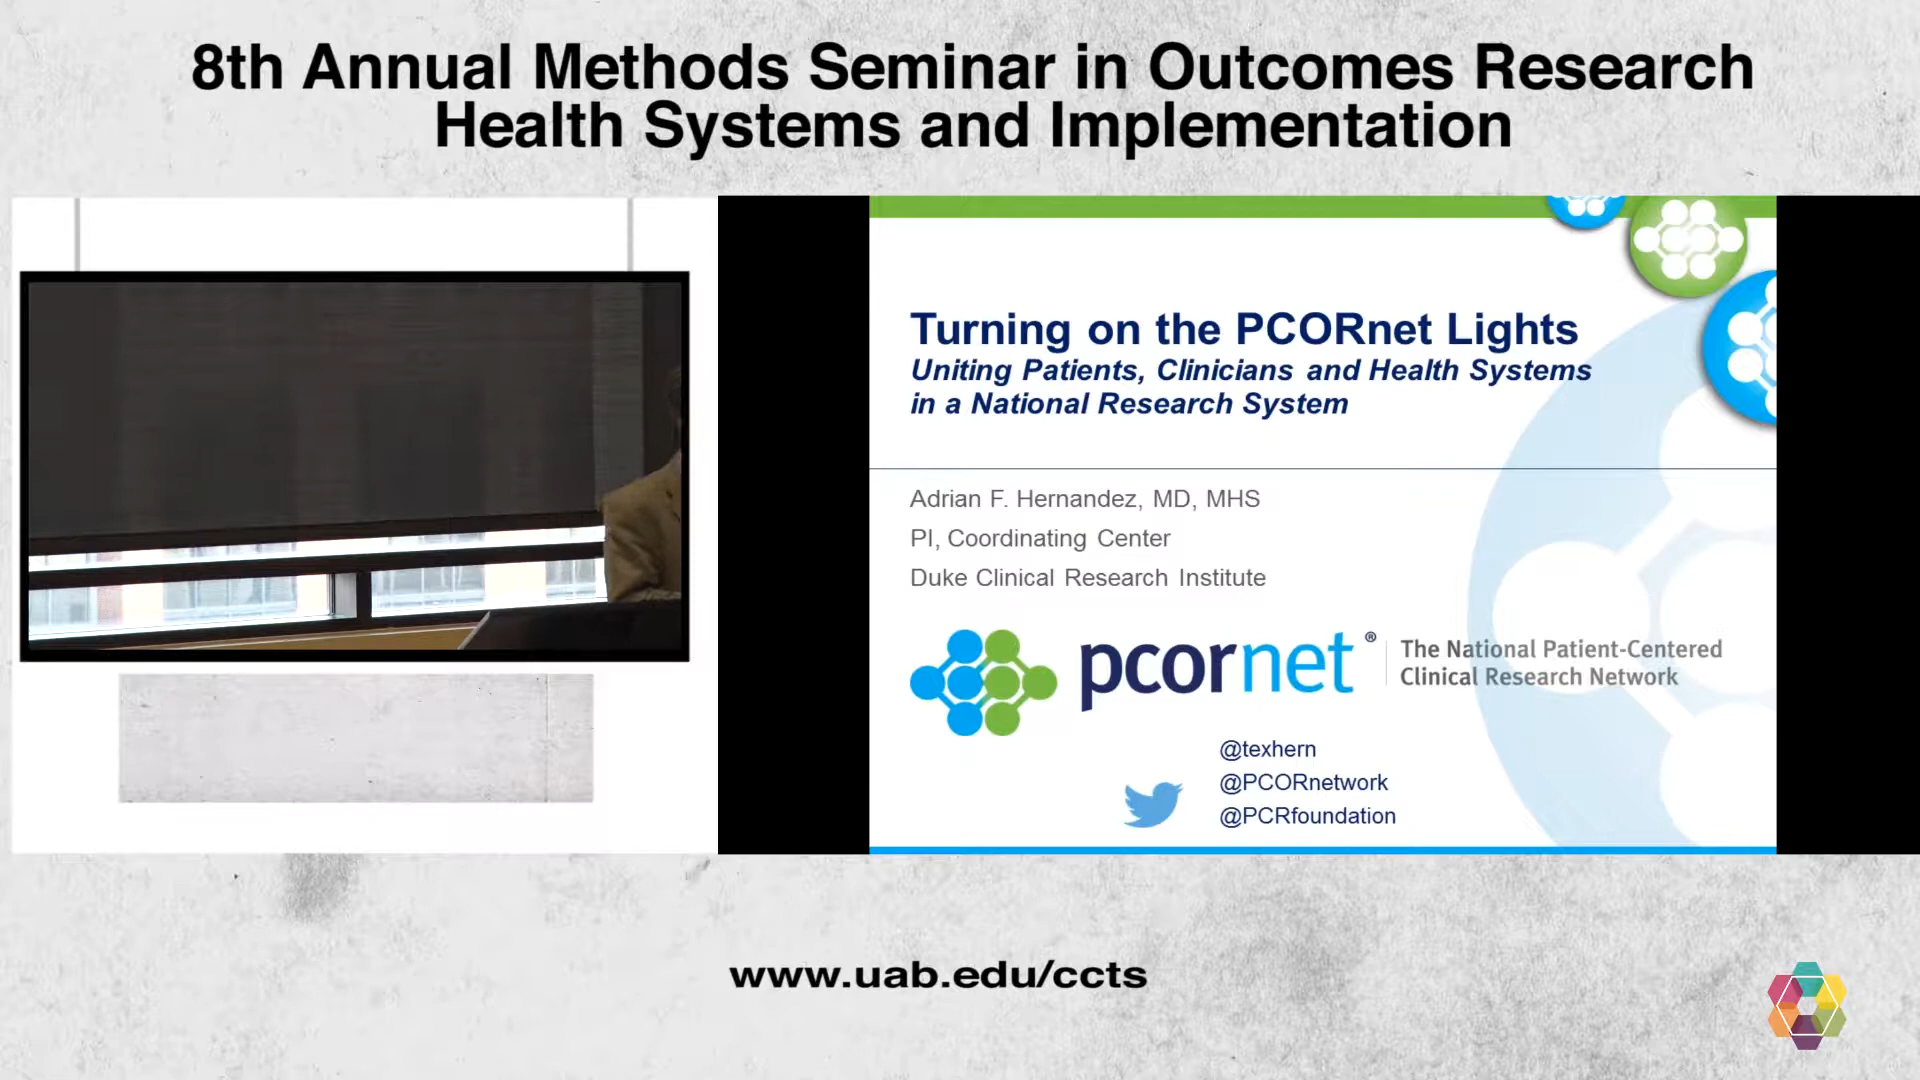 8th Annual Methods Seminar in Outcomes Research
Health Systems and Implementation
Turning on the PCORnet Lights
Uniting Patients, Clinicians and Health Systems
in a National Research System
Adrian F. Hernandez, MD, MHS
PI, Coordinating Center
Duke Clinical Research Institute
pcornet®
The National Patient-Centered
Clinical Research Network
@texhern
@PCORnetwork
@PCRfoundation
www.uab.edu/ccts